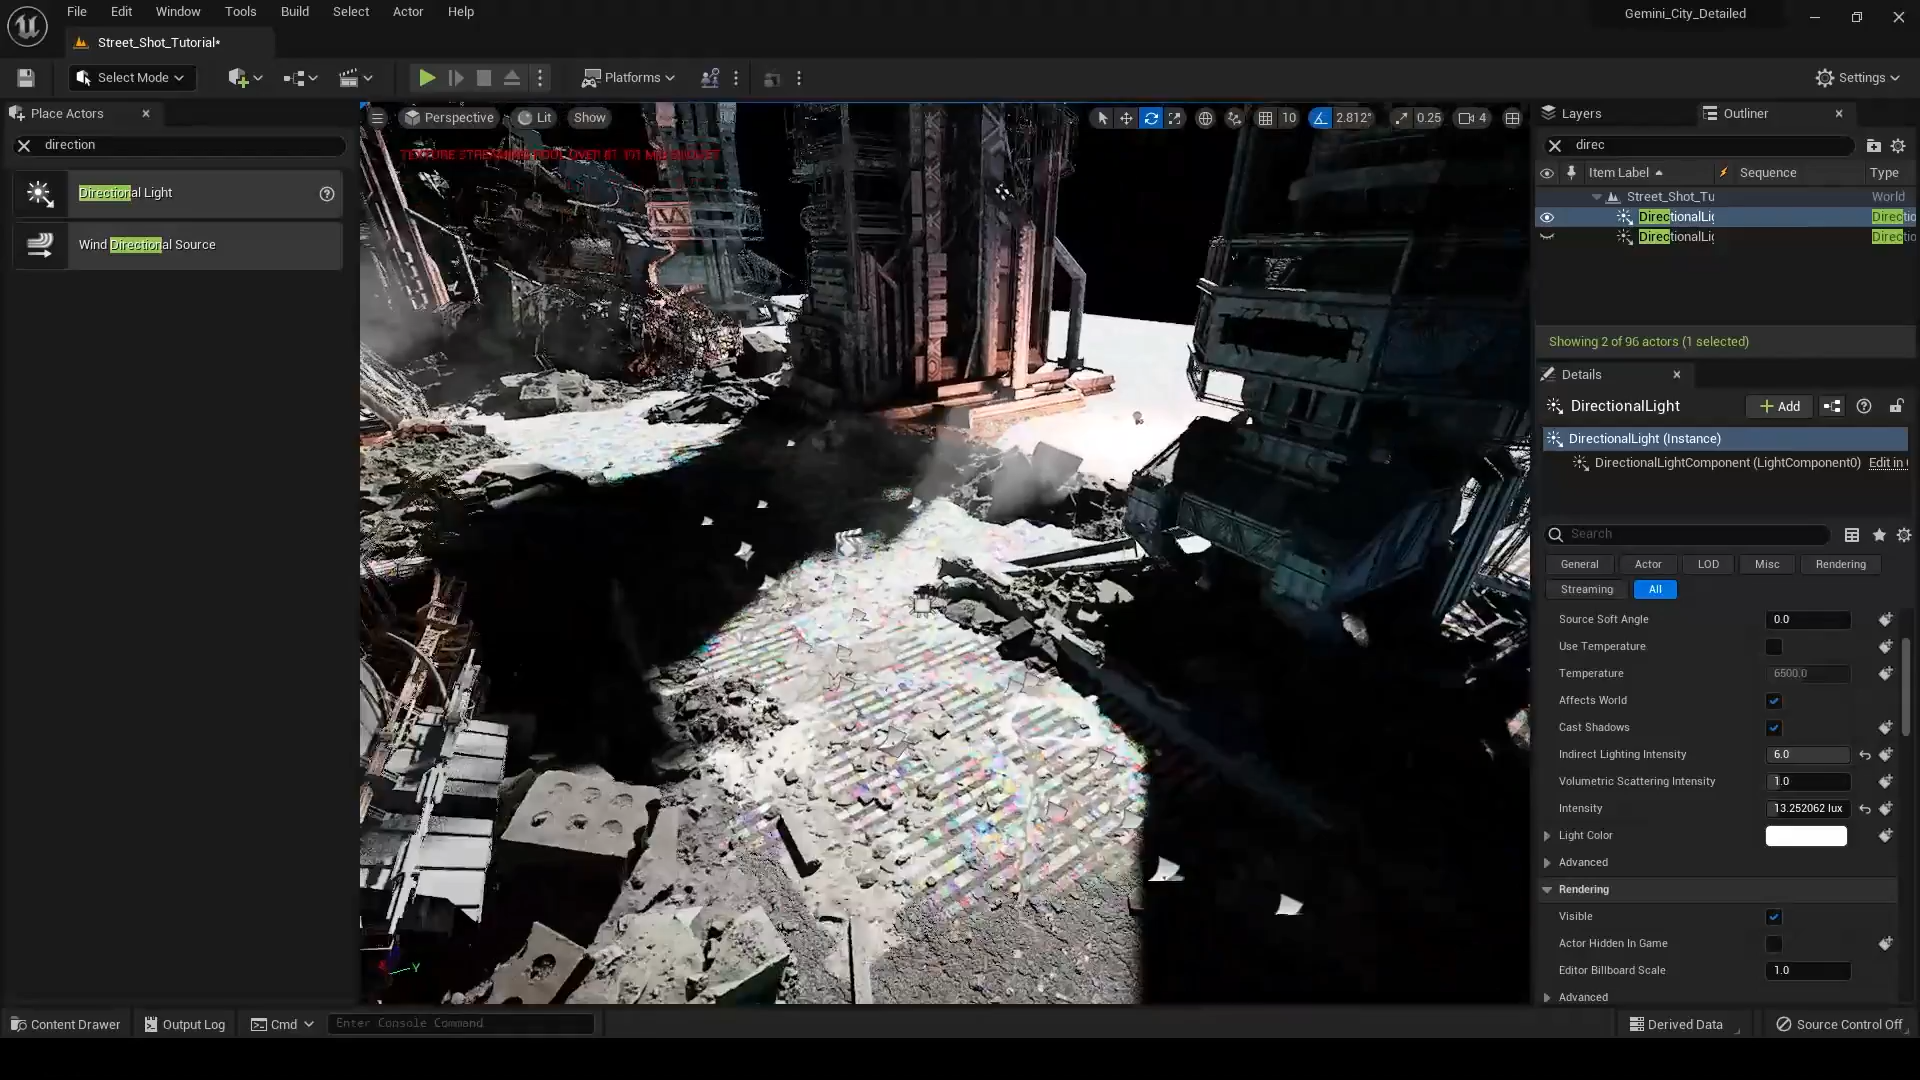 File Edit Window Tools Build Select Actor Help
Gemini_City_Detailed
Street_Shot_Tutorial*
Select Mode
Platforms
Settings
Place Actors
direction
Directional Light
Wind Directional Source
Perspective Lit Show
10 2.812° 0.25 4
Layers Outliner
direc
Item Label Sequence Type
Street_Shot_Tu World
DirectionalLig Directio
DirectionalLig Directio
Showing 2 of 96 actors (1 selected)
Details
DirectionalLight Add
DirectionalLight (Instance)
DirectionalLightComponent (LightComponent0) Edit in
Search
General Actor LOD Misc Rendering
Streaming All
Source Soft Angle 0.0
Use Temperature
Temperature 6500.0
Affects World
Cast Shadows
Indirect Lighting Intensity 6.0
Volumetric Scattering Intensity 1.0
Intensity 13.252062 lux
Light Color
Advanced
Rendering
Visible
Actor Hidden In Game
Editor Billboard Scale 1.0
Advanced
Y
Content Drawer Output Log Cmd Enter Console Command
Derived Data Source Control Off